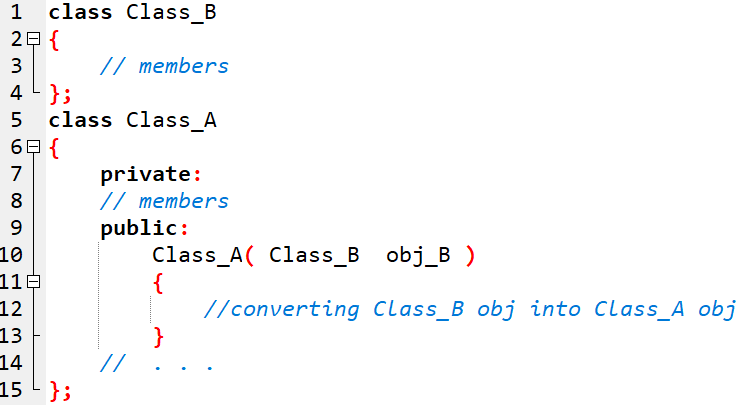 1 class Class_B
2 {
3 // members
4 };
5 class Class_A
6 {
7 private:
8 // members
9 public:
10 Class_A( Class_B  obj_B )
11 {
12 //converting Class_B obj into Class_A obj
13 }
14 //  . . .
15 };